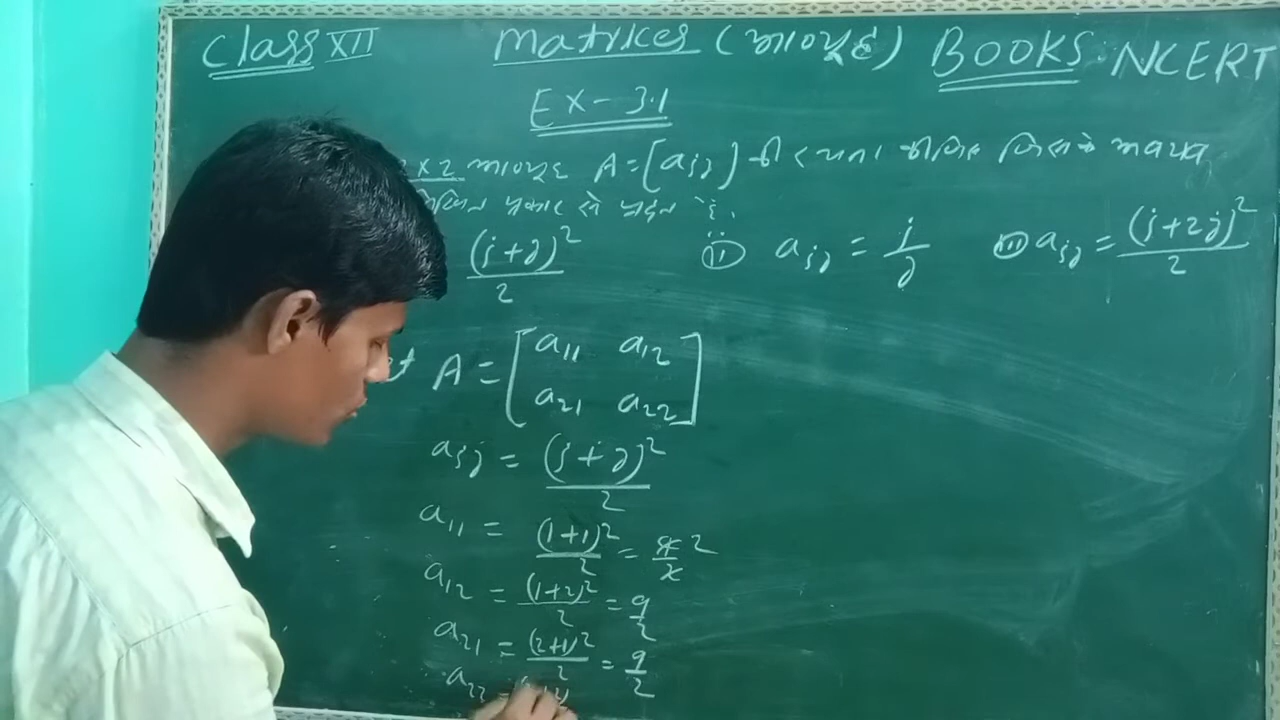 Class XII Matrices (आव्यूह) BOOKS. NCERT
EX-3.1
2x2 आव्यूह A=[aij) की रचना कीजिए जिसके अवयव
प्रकार से प्रदत्त हैं.
(i+j)²/2 (ii) aij = i/j (iii) aij = (i+2j)²/2
A = [a11 a12
a21 a22]
aij = (i+j)²/2
a11 = (1+1)²/2 = 4/2 2
a12 = (1+2)²/2 = 9/2
a21 = (2+1)²/2 = 9/2
a22 =